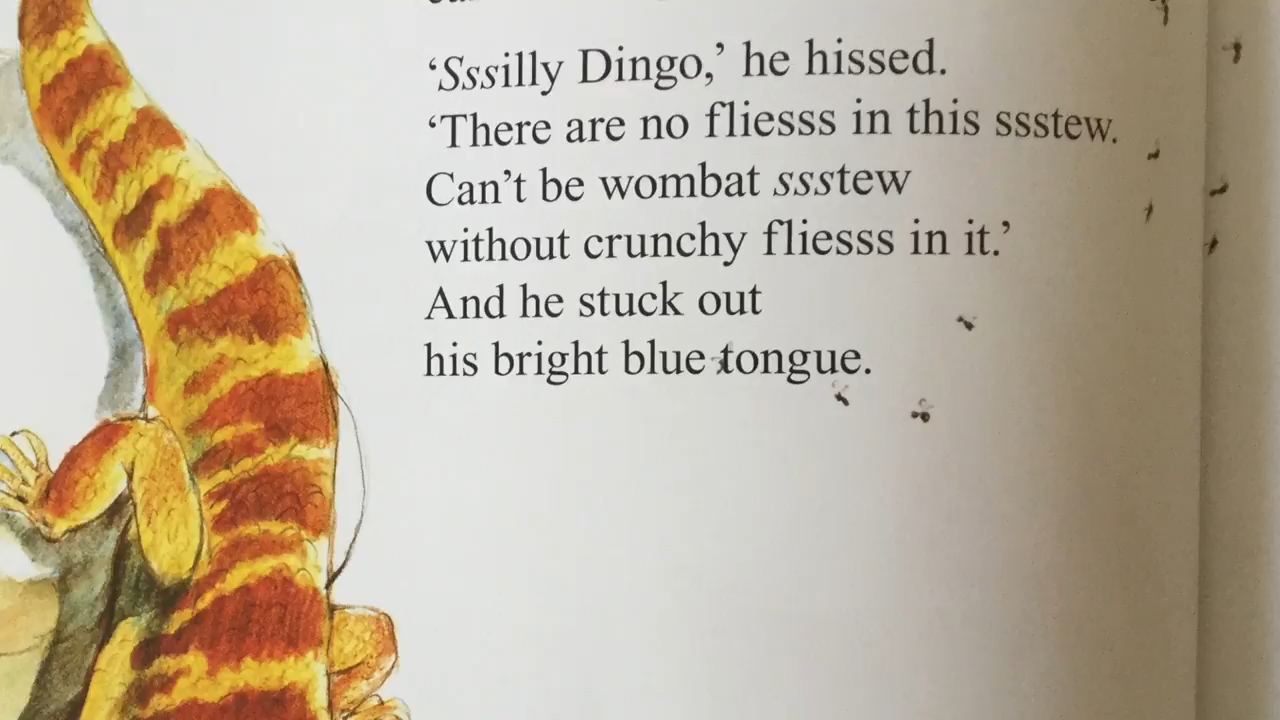 ‘Sssilly Dingo,’ he hissed.
‘There are no fliesss in this ssstew.
Can’t be wombat ssstew
without crunchy fliesss in it.’
And he stuck out
his bright blue tongue.